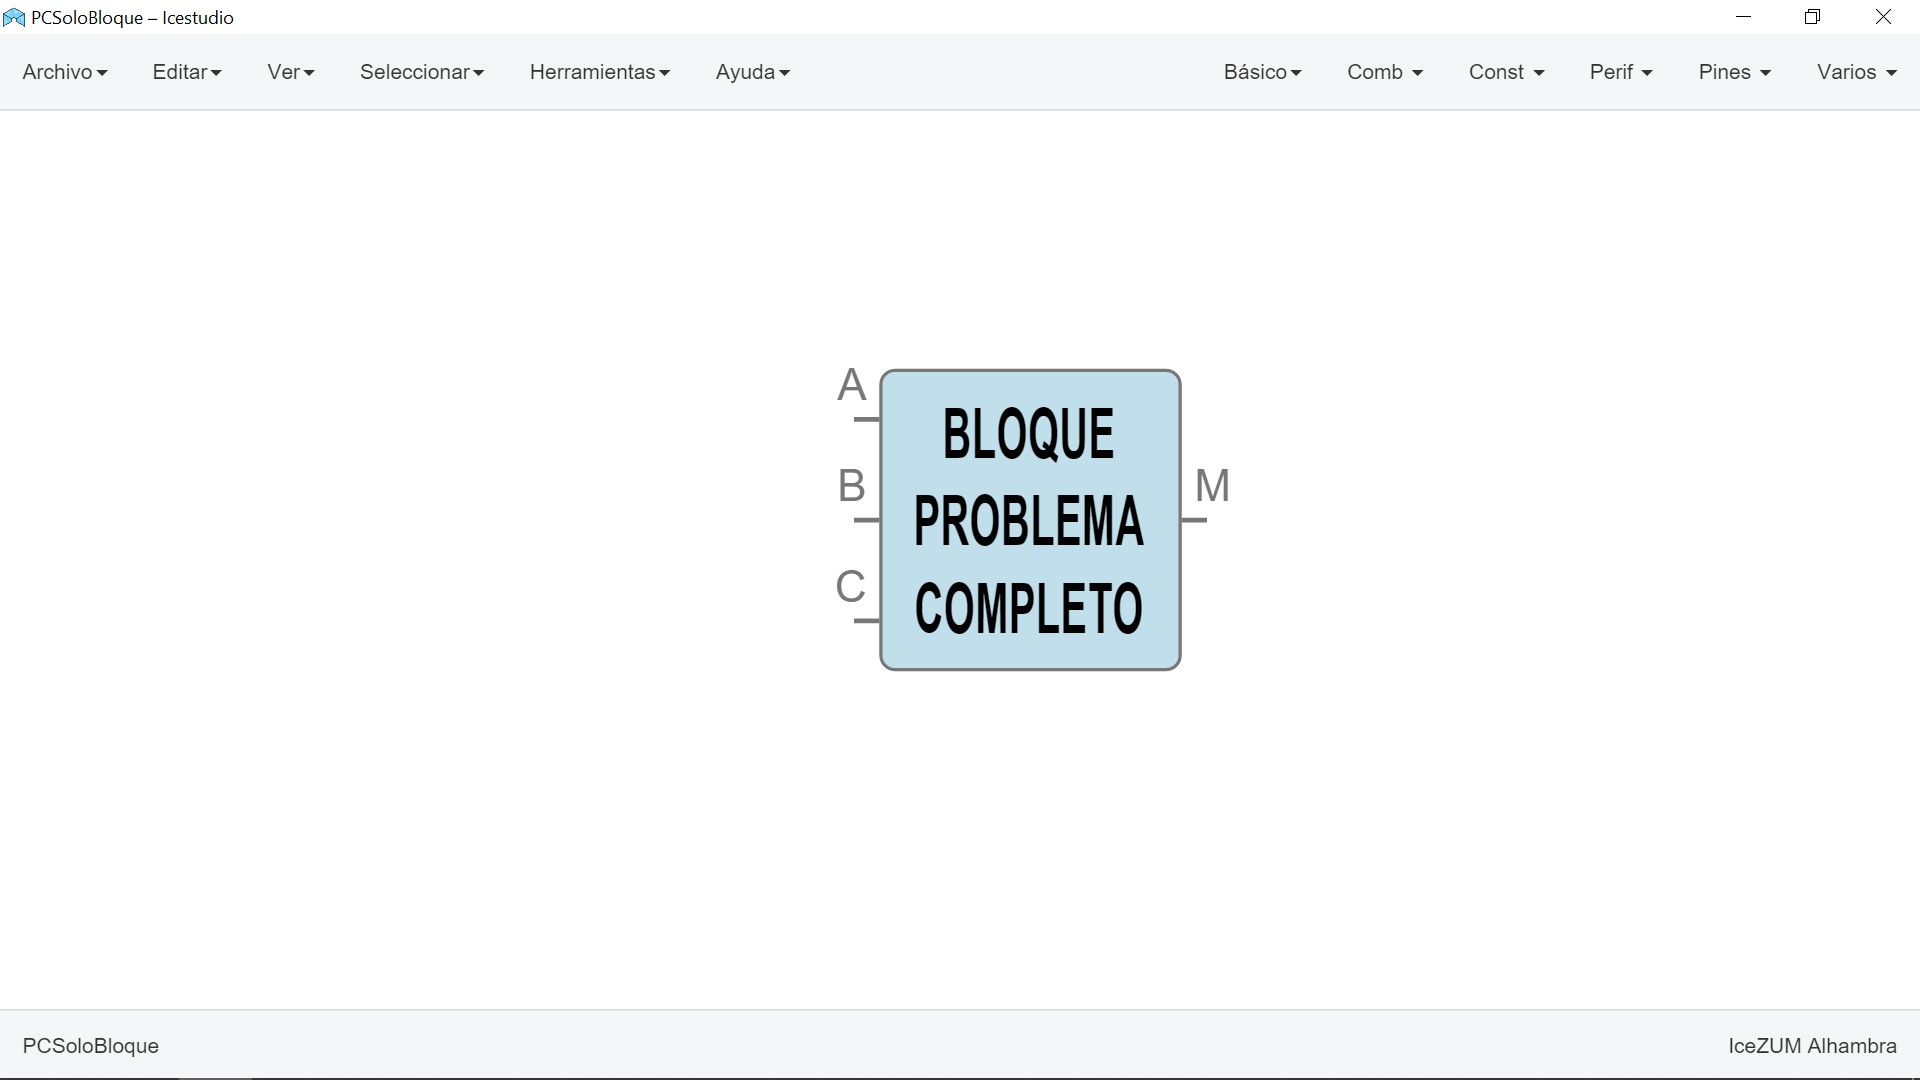 PCSoloBloque – Icestudio
Archivo Editar Ver Seleccionar Herramientas Ayuda Básico Comb Const Perif Pines Varios
A
BLOQUE
B
PROBLEMA
M
C
COMPLETO
PCSoloBloque IceZUM Alhambra